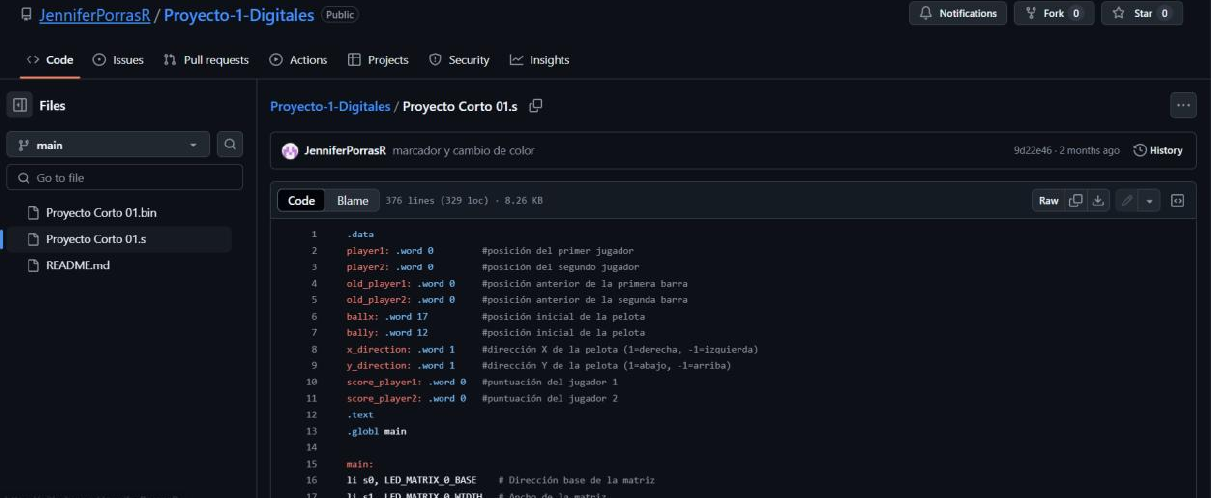 JenniferPorrasR / Proyecto-1-Digitales Public Notifications Fork 0 Star 0
Code Issues Pull requests Actions Projects Security Insights
Files
main
Go to file
Proyecto Corto 01.bin
Proyecto Corto 01.s
README.md
Proyecto-1-Digitales / Proyecto Corto 01.s
JenniferPorrasR marcador y cambio de color 9d22e46 · 2 months ago History
Code Blame 376 lines (329 loc) · 8.26 KB Raw
1 .data
2 player1: .word 0 #posición del primer jugador
3 player2: .word 0 #posición del segundo jugador
4 old_player1: .word 0 #posición anterior de la primera barra
5 old_player2: .word 0 #posición anterior de la segunda barra
6 ballx: .word 17 #posición inicial de la pelota
7 bally: .word 12 #posición inicial de la pelota
8 x_direction: .word 1 #dirección X de la pelota (1=derecha, -1=izquierda)
9 y_direction: .word 1 #dirección Y de la pelota (1=abajo, -1=arriba)
10 score_player1: .word 0 #puntuación del jugador 1
11 score_player2: .word 0 #puntuación del jugador 2
12 .text
13 .globl main
14
15 main:
16 li s0, LED_MATRIX_0_BASE # Dirección base de la matriz
17 li s1, LED_MATRIX_0_WIDTH # Ancho de la matriz